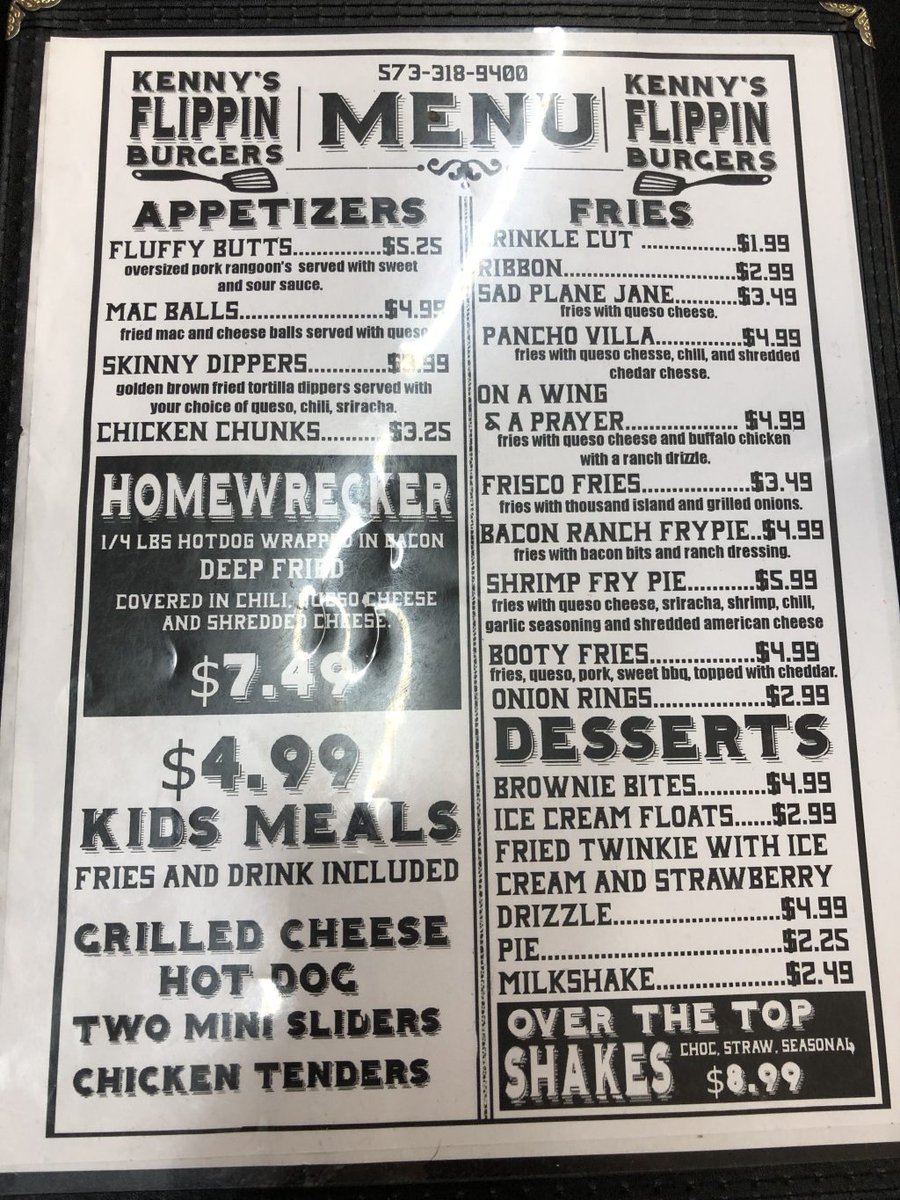 573-318-9400
KENNY'S
FLIPPIN
BURGERS
MENU
KENNY'S
FLIPPIN
BURGERS
APPETIZERS
FLUFFY BUTTS.............$5.25
oversized pork rangoon's served with sweet
and sour sauce.
MAC BALLS.....................$4.99
fried mac and cheese balls served with queso
SKINNY DIPPERS............
golden brown fried tortilla dippers served with
your choice of queso, chili, sriracha.
CHICKEN CHUNKS..........$3.25
HOMEWRECKER
1/4 LBS HOTDOG WRAPPED IN BACON
DEEP FRIED
COVERED IN CHILI, QUESO CHEESE
AND SHREDDED CHEESE.
$7.49
$4.99
KIDS MEALS
FRIES AND DRINK INCLUDED
GRILLED CHEESE
HOT DOG
TWO MINI SLIDERS
CHICKEN TENDERS
FRIES
CRINKLE CUT ..............$1.99
RIBBON.........................$2.99
SAD PLANE JANE.........$3.49
fries with queso cheese.
PANCHO VILLA..............$4.99
fries with queso chesse, chili, and shredded
chedar chesse.
ON A WING
& A PRAYER.................. $4.99
fries with queso cheese and buffalo chicken
with a ranch drizzle.
FRISCO FRIES.................$3.49
fries with thousand island and grilled onions.
BACON RANCH FRYPIE..$4.99
fries with bacon bits and ranch dressing.
SHRIMP FRY PIE...........$5.99
fries with queso cheese, sriracha, shrimp, chili,
garlic seasoning and shredded american cheese
BOOTY FRIES.................$4.99
fries, queso, pork, sweet bbq, topped with cheddar.
ONION RINGS..................$2.99
DESSERTS
BROWNIE BITES...........$4.99
ICE CREAM FLOATS......$2.99
FRIED TWINKIE WITH ICE
CREAM AND STRAWBERRY
DRIZZLE...........................$4.99
PIE.......................................$2.25
MILKSHAKE.....................$2.49
OVER THE TOP
SHAKES CHOC, STRAW, SEASONAL
$8.99